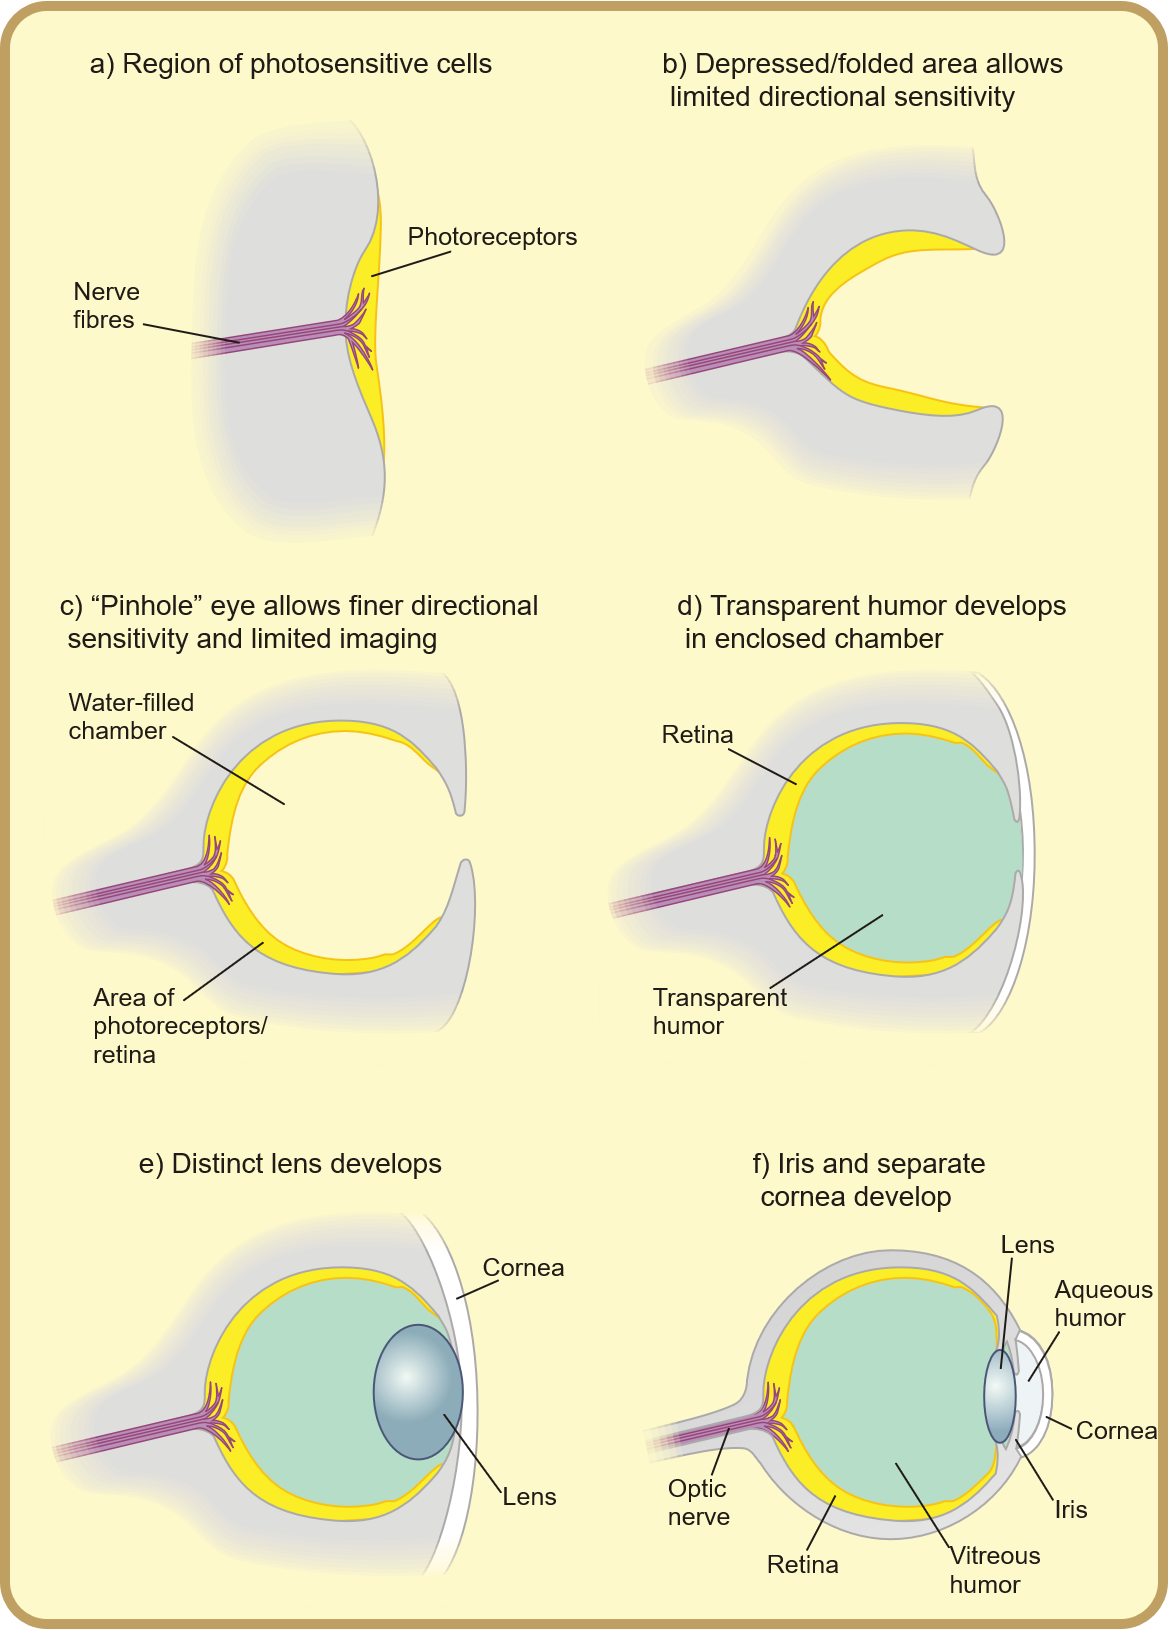 a) Region of photosensitive cells
Photoreceptors
Nerve
fibres
b) Depressed/folded area allows
limited directional sensitivity
c) “Pinhole” eye allows finer directional
sensitivity and limited imaging
Water-filled
chamber
Area of
photoreceptors/
retina
d) Transparent humor develops
in enclosed chamber
Retina
Transparent
humor
e) Distinct lens develops
Cornea
Lens
f) Iris and separate
cornea develop
Lens
Aqueous
humor
Cornea
Optic
nerve
Iris
Retina
Vitreous
humor